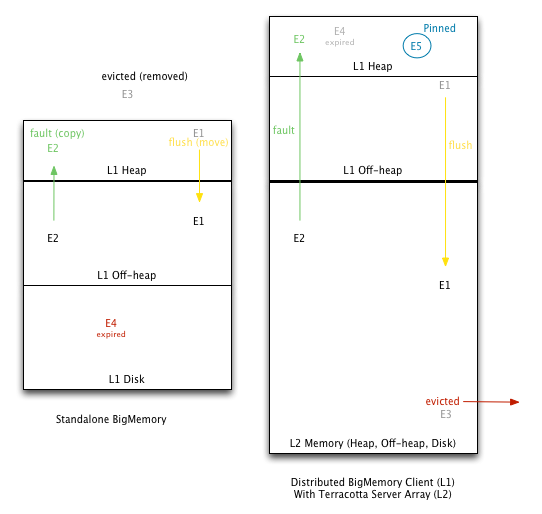 evicted (removed)
E3
fault (copy)
E2
E1
flush (move)
L1 Heap
E2
E1
L1 Off-heap
E4
expired
L1 Disk
Standalone BigMemory
E2
E4
expired
Pinned
E5
L1 Heap
E1
fault
flush
L1 Off-heap
E2
E1
evicted
E3
L2 Memory (Heap, Off-heap, Disk)
Distributed BigMemory Client (L1)
With Terracotta Server Array (L2)